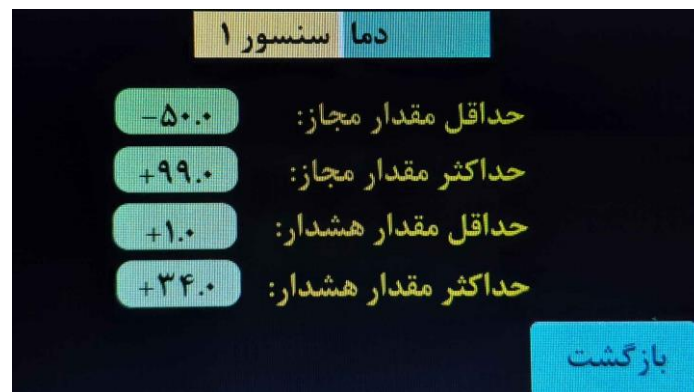 دما سنسور ۱
حداقل مقدار مجاز: -۵۰.۰
حداکثر مقدار مجاز: +۹۹.۰
حداقل مقدار هشدار: +۱.۰
حداکثر مقدار هشدار: +۳۴.۰
بازگشت